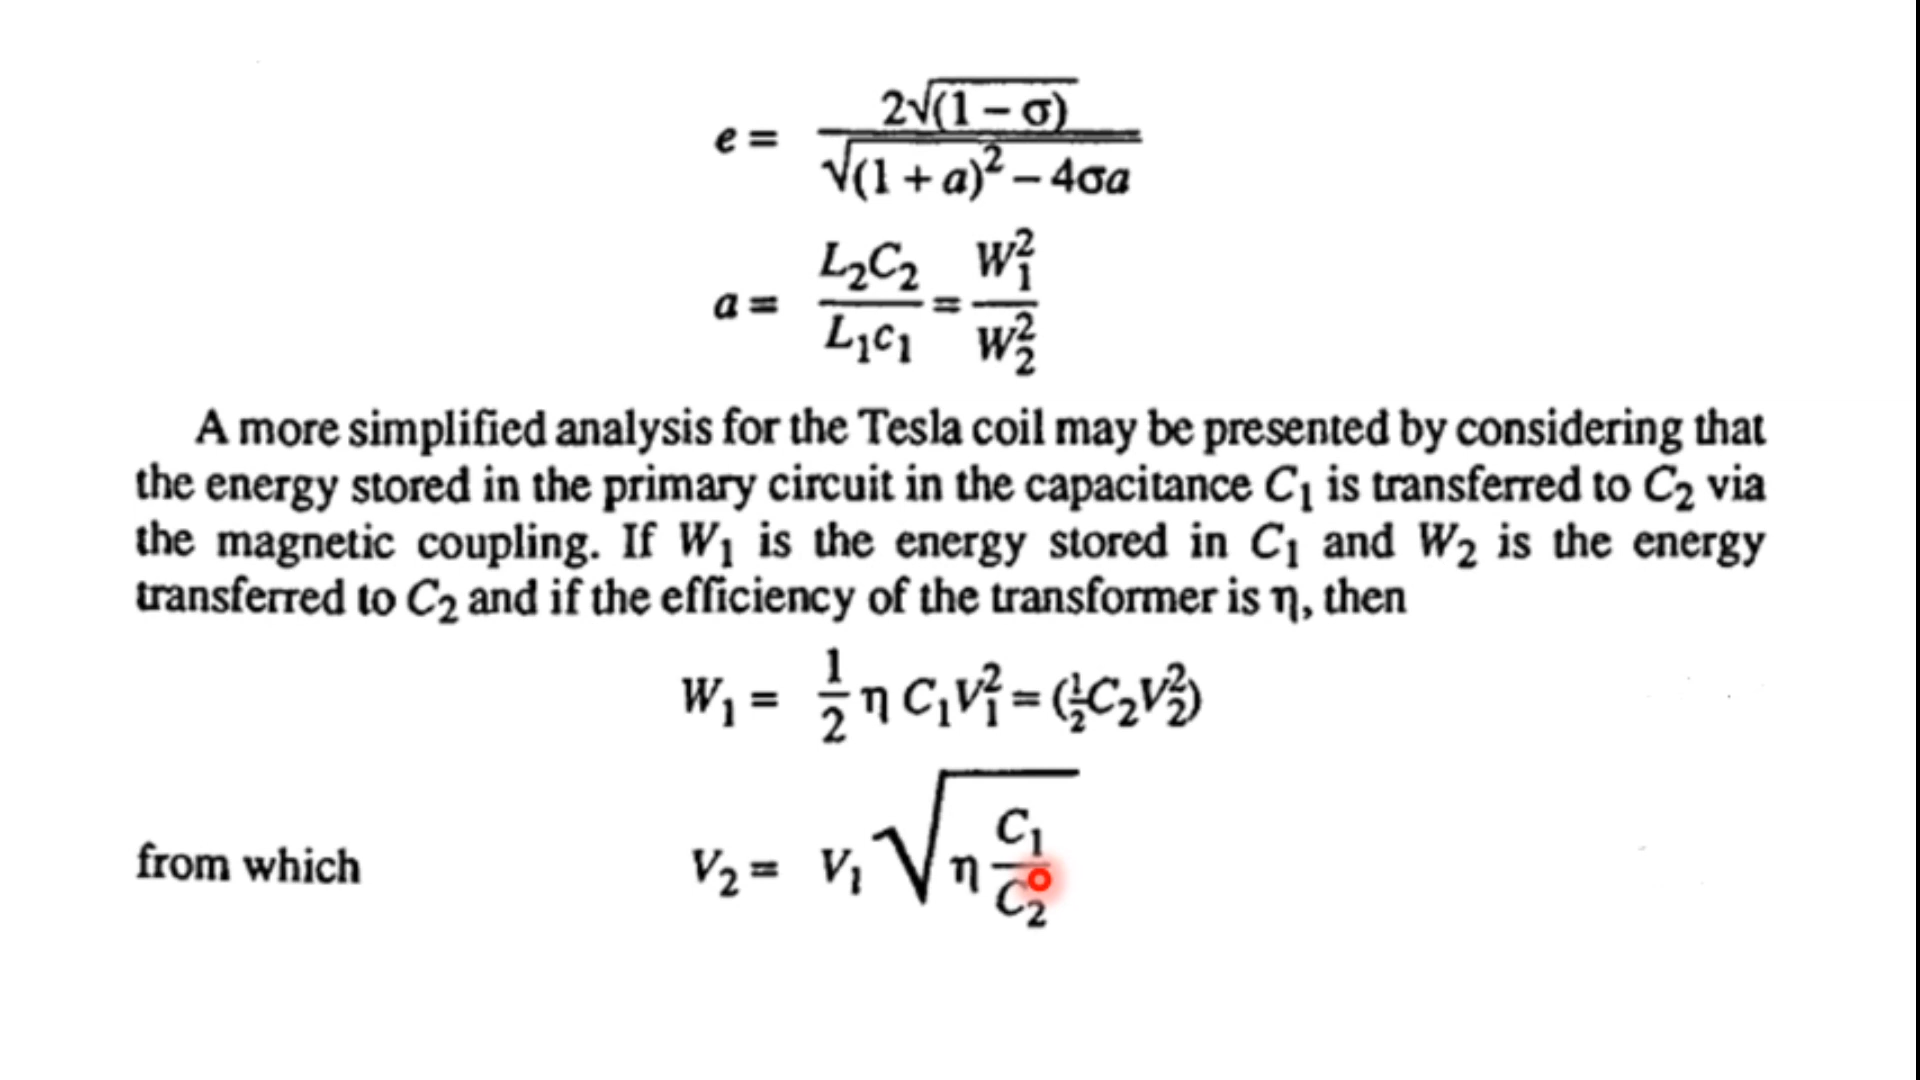 e = 2√(1 − σ) / √(1 + a)² − 4σa
a = L₂C₂ / L₁c₁ = W₁² / W₂²
A more simplified analysis for the Tesla coil may be presented by considering that
the energy stored in the primary circuit in the capacitance C₁ is transferred to C₂ via
the magnetic coupling. If W₁ is the energy stored in C₁ and W₂ is the energy
transferred to C₂ and if the efficiency of the transformer is η, then
W₁ = 1/2 η C₁V₁² = (½C₂V₂²)
from which V₂ = V₁ √η C₁/C₂